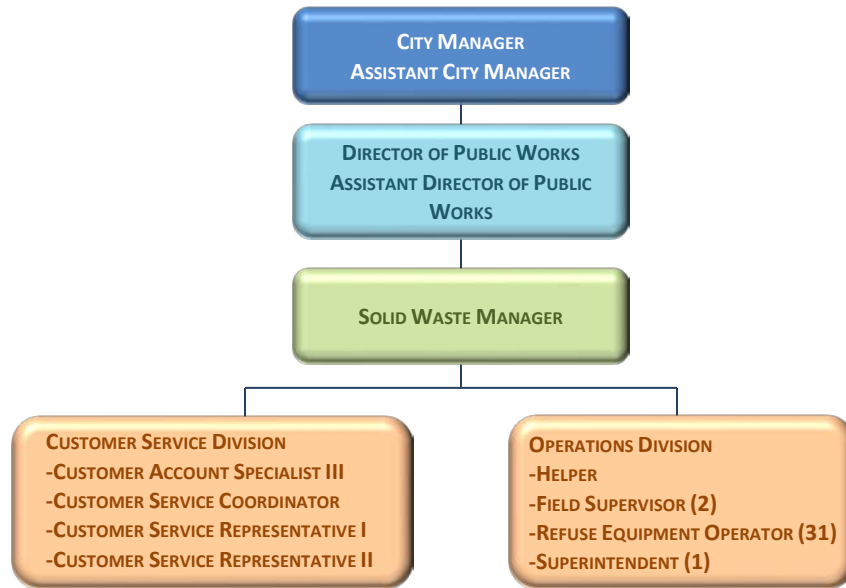 City Manager
Assistant City Manager
Director of Public Works
Assistant Director of Public
Works
Solid Waste Manager
Customer Service Division
-Customer Account Specialist III
-Customer Service Coordinator
-Customer Service Representative I
-Customer Service Representative II
Operations Division
-Helper
-Field Supervisor (2)
-Refuse Equipment Operator (31)
-Superintendent (1)